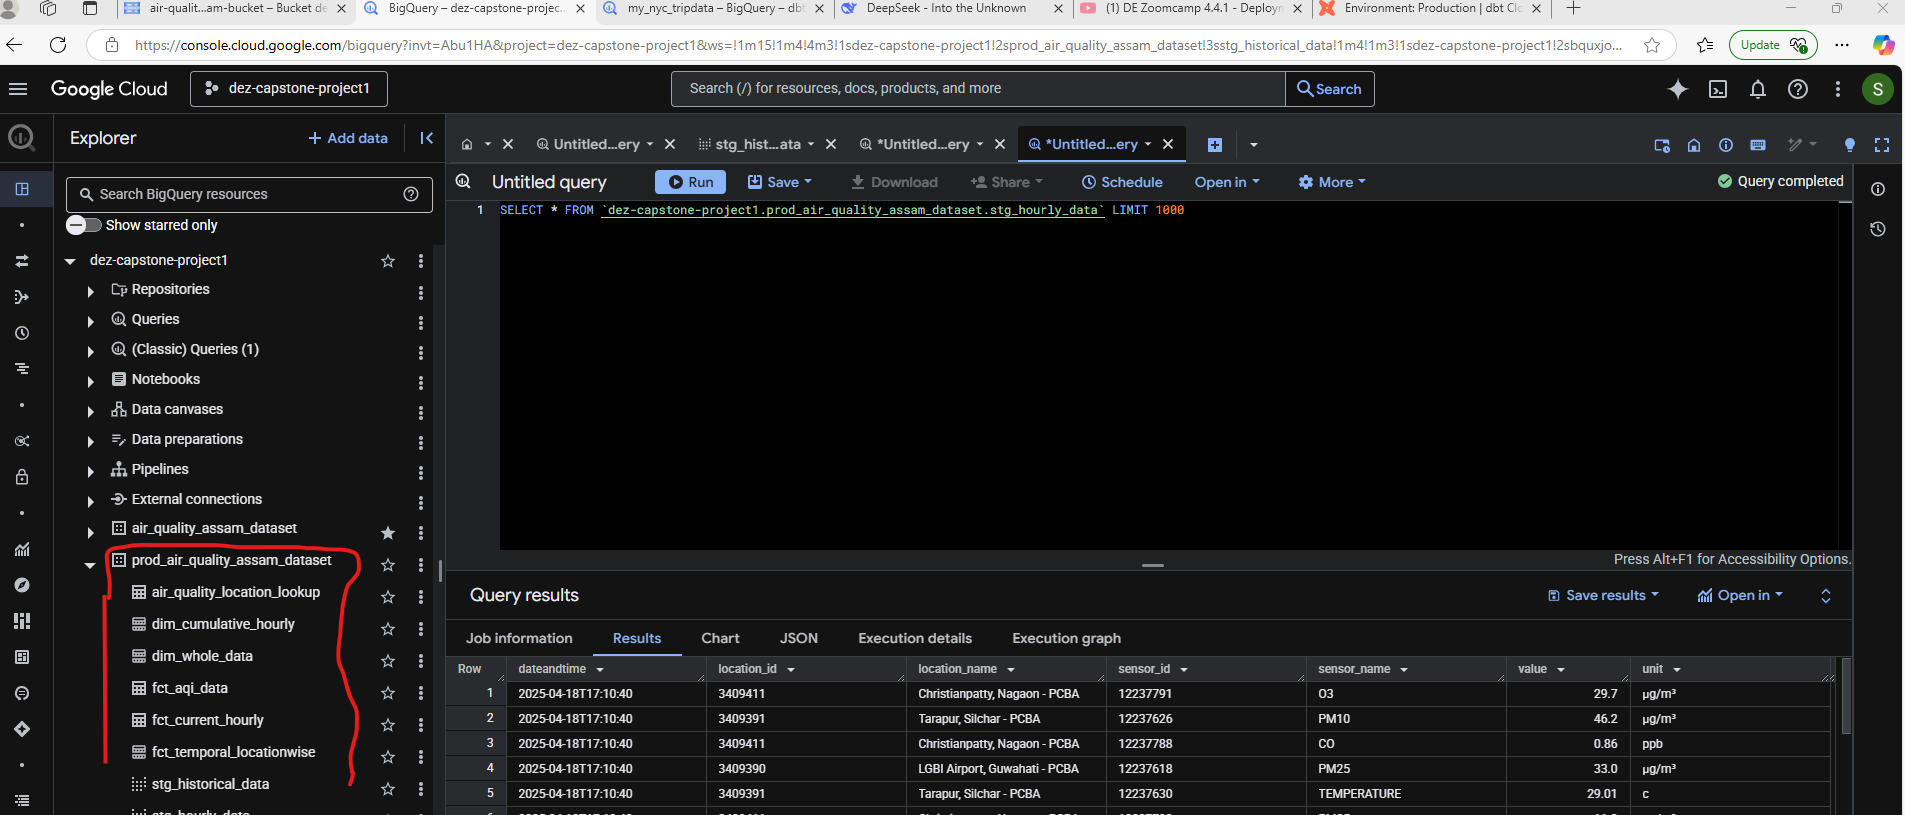 air-qualit...am-bucket – Bucket de
BigQuery – dez-capstone-projec...
my_nyc_tripdata – BigQuery – dbt
DeepSeek - Into the Unknown
(1) DE Zoomcamp 4.4.1 - Deploym
Environment: Production | dbt Clo
https://console.cloud.google.com/bigquery?invt=Abu1HA&project=dez-capstone-project1&ws=!1m15!1m4!4m3!1sdez-capstone-project1!2sprod_air_quality_assam_dataset!3sstg_historical_data!1m4!1m3!1sdez-capstone-project1!2sbquxjo...
Update
Google Cloud
dez-capstone-project1
Search (/) for resources, docs, products, and more
Search
S
Explorer
+ Add data
Untitled...ery
stg_hist...ata
*Untitled...ery
*Untitled...ery
Search BigQuery resources
Untitled query
Run
Save
Download
Share
Schedule
Open in
More
Query completed
Show starred only
1 SELECT * FROM `dez-capstone-project1.prod_air_quality_assam_dataset.stg_hourly_data` LIMIT 1000
dez-capstone-project1
Repositories
Queries
(Classic) Queries (1)
Notebooks
Data canvases
Data preparations
Pipelines
External connections
air_quality_assam_dataset
prod_air_quality_assam_dataset
air_quality_location_lookup
dim_cumulative_hourly
dim_whole_data
fct_aqi_data
fct_current_hourly
fct_temporal_locationwise
stg_historical_data
stg_hourly_data
Press Alt+F1 for Accessibility Options.
Query results
Save results
Open in
Job information
Results
Chart
JSON
Execution details
Execution graph
Row dateandtime location_id location_name sensor_id sensor_name value unit
1 2025-04-18T17:10:40 3409411 Christianpatty, Nagaon - PCBA 12237791 O3 29.7 µg/m³
2 2025-04-18T17:10:40 3409391 Tarapur, Silchar - PCBA 12237626 PM10 46.2 µg/m³
3 2025-04-18T17:10:40 3409411 Christianpatty, Nagaon - PCBA 12237788 CO 0.86 ppb
4 2025-04-18T17:10:40 3409390 LGBI Airport, Guwahati - PCBA 12237618 PM25 33.0 µg/m³
5 2025-04-18T17:10:40 3409391 Tarapur, Silchar - PCBA 12237630 TEMPERATURE 29.01 c